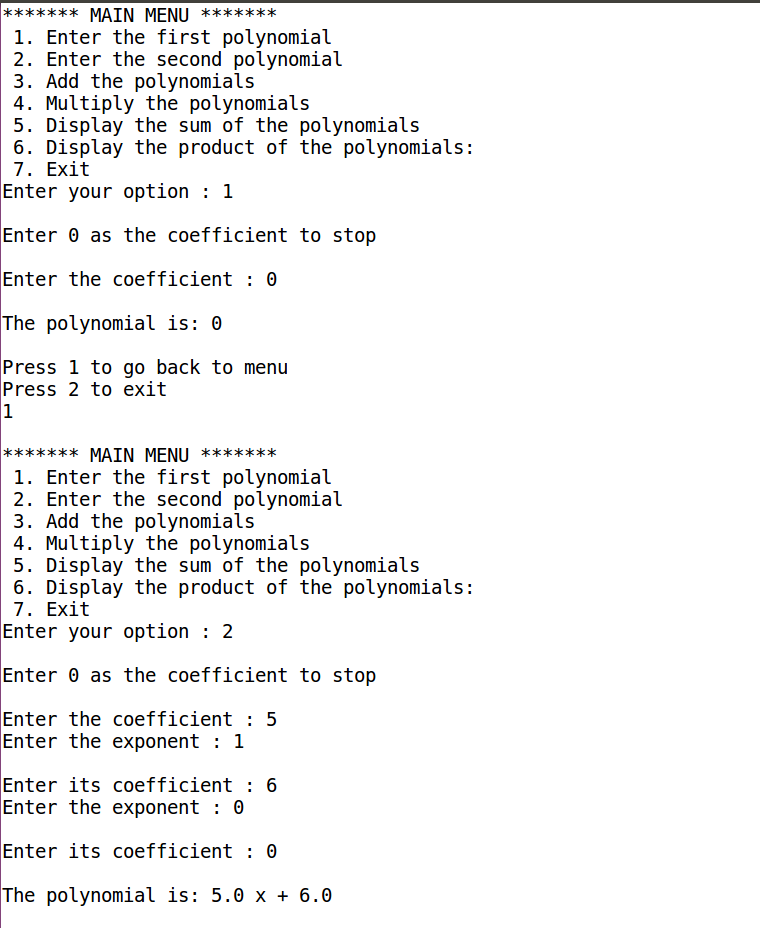 ******* MAIN MENU *******
1. Enter the first polynomial
2. Enter the second polynomial
3. Add the polynomials
4. Multiply the polynomials
5. Display the sum of the polynomials
6. Display the product of the polynomials:
7. Exit
Enter your option : 1
Enter 0 as the coefficient to stop
Enter the coefficient : 0
The polynomial is: 0
Press 1 to go back to menu
Press 2 to exit
1
******* MAIN MENU *******
1. Enter the first polynomial
2. Enter the second polynomial
3. Add the polynomials
4. Multiply the polynomials
5. Display the sum of the polynomials
6. Display the product of the polynomials:
7. Exit
Enter your option : 2
Enter 0 as the coefficient to stop
Enter the coefficient : 5
Enter the exponent : 1
Enter its coefficient : 6
Enter the exponent : 0
Enter its coefficient : 0
The polynomial is: 5.0 x + 6.0